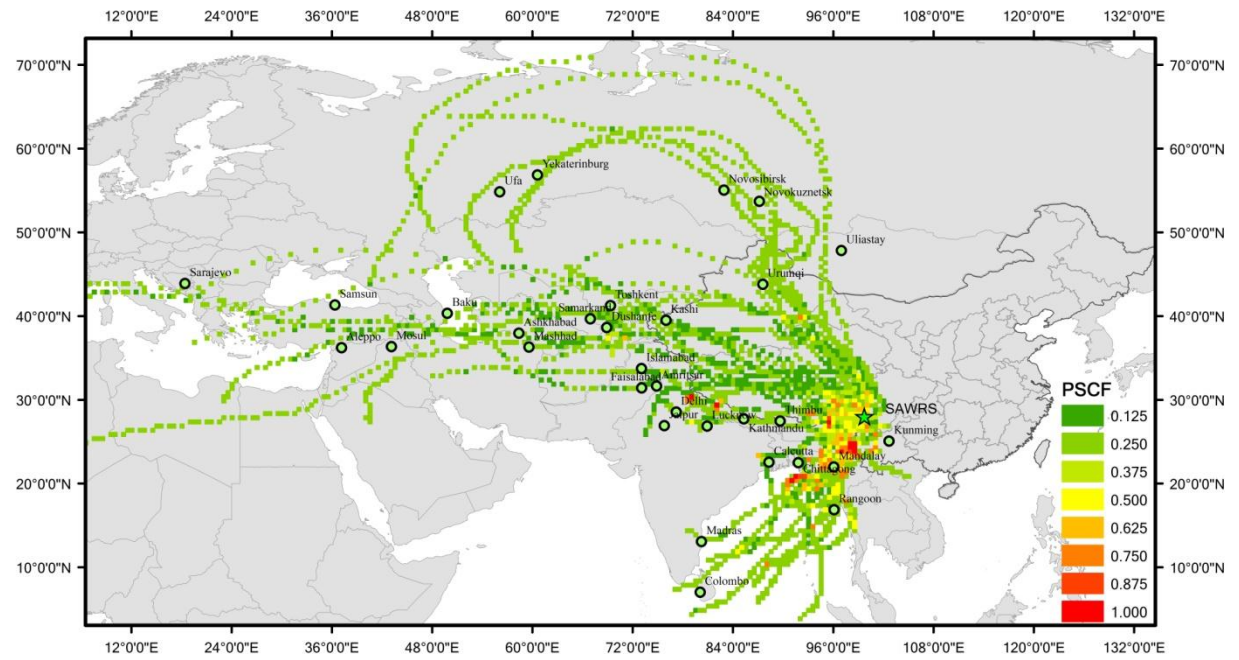 12°0'0"E 24°0'0"E 36°0'0"E 48°0'0"E 60°0'0"E 72°0'0"E 84°0'0"E 96°0'0"E 108°0'0"E 120°0'0"E 132°0'0"E
70°0'0"N 70°0'0"N
60°0'0"N 60°0'0"N
Yekaterinburg
Ufa
Novosibirsk
Novokuznetsk
50°0'0"N 50°0'0"N
Uliastay
Sarajevo
Urumqi
Samsun
Baku
Samarkand
Toshkent
Kashi
40°0'0"N 40°0'0"N
Ashkhabad
Dushanbe
Aleppo
Mosul
Mashhad
Islamabad
Faisalabad
Amritsar
PSCF
30°0'0"N 30°0'0"N
Delhi
Jaipur
Lucknow
Kathmandu
Thimbu
SAWRS
Kunming
0.125
0.250
0.375
0.500
0.625
0.750
0.875
1.000
Calcutta
Chittagong
Mandalay
20°0'0"N 20°0'0"N
Rangoon
Madras
10°0'0"N 10°0'0"N
Colombo
12°0'0"E 24°0'0"E 36°0'0"E 48°0'0"E 60°0'0"E 72°0'0"E 84°0'0"E 96°0'0"E 108°0'0"E 120°0'0"E 132°0'0"E